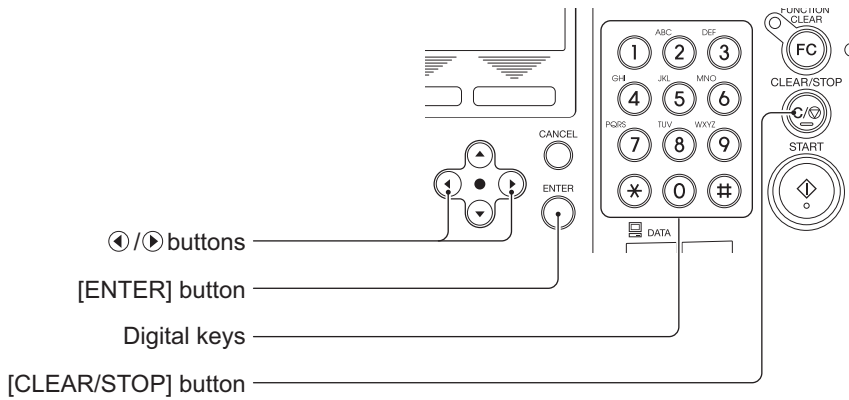 FUNCTION
CLEAR
FC
ABC
DEF
1
2
3
GHI
JKL
MNO
4
5
6
PQRS
TUV
WXYZ
7
8
9
*
0
#
CLEAR/STOP
C/
START
CANCEL
ENTER
DATA
/ buttons
[ENTER] button
Digital keys
[CLEAR/STOP] button